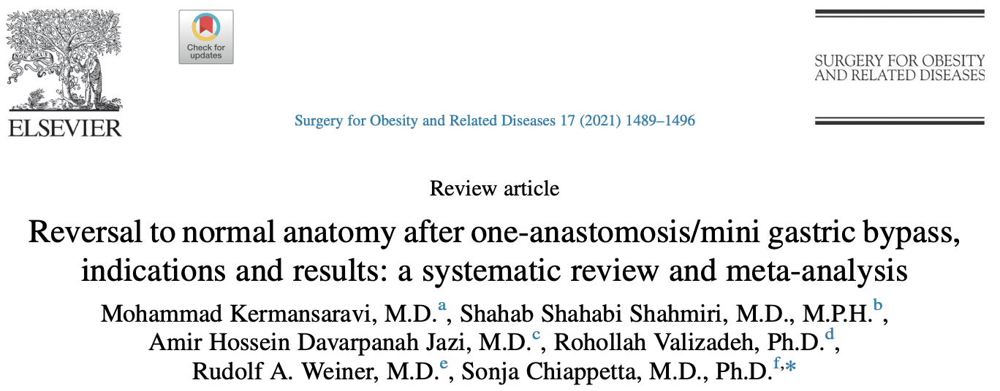 NON SOLUS
ELSEVIER
Check for
updates
SURGERY FOR OBESITY
AND RELATED DISEASES
Surgery for Obesity and Related Diseases 17 (2021) 1489–1496
Review article
Reversal to normal anatomy after one-anastomosis/mini gastric bypass,
indications and results: a systematic review and meta-analysis
Mohammad Kermansaravi, M.D.a, Shahab Shahabi Shahmiri, M.D., M.P.H.b,
Amir Hossein Davarpanah Jazi, M.D.c, Rohollah Valizadeh, Ph.D.d,
Rudolf A. Weiner, M.D.e, Sonja Chiappetta, M.D., Ph.D.f,*